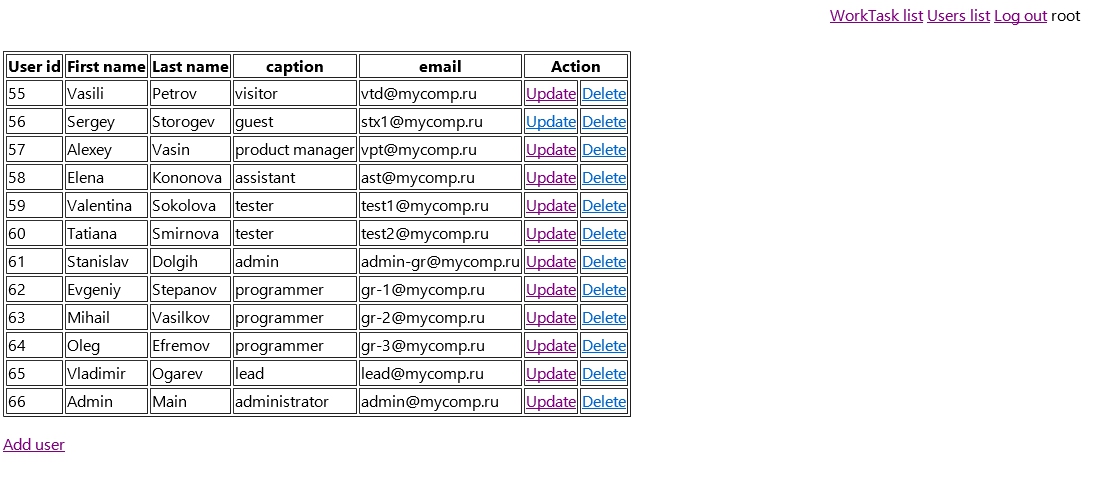 WorkTask list Users list Log out root
User id First name Last name caption email Action
55 Vasili Petrov visitor vtd@mycomp.ru Update Delete
56 Sergey Storogev guest stx1@mycomp.ru Update Delete
57 Alexey Vasin product manager vpt@mycomp.ru Update Delete
58 Elena Kononova assistant ast@mycomp.ru Update Delete
59 Valentina Sokolova tester test1@mycomp.ru Update Delete
60 Tatiana Smirnova tester test2@mycomp.ru Update Delete
61 Stanislav Dolgih admin admin-gr@mycomp.ru Update Delete
62 Evgeniy Stepanov programmer gr-1@mycomp.ru Update Delete
63 Mihail Vasilkov programmer gr-2@mycomp.ru Update Delete
64 Oleg Efremov programmer gr-3@mycomp.ru Update Delete
65 Vladimir Ogarev lead lead@mycomp.ru Update Delete
66 Admin Main administrator admin@mycomp.ru Update Delete
Add user